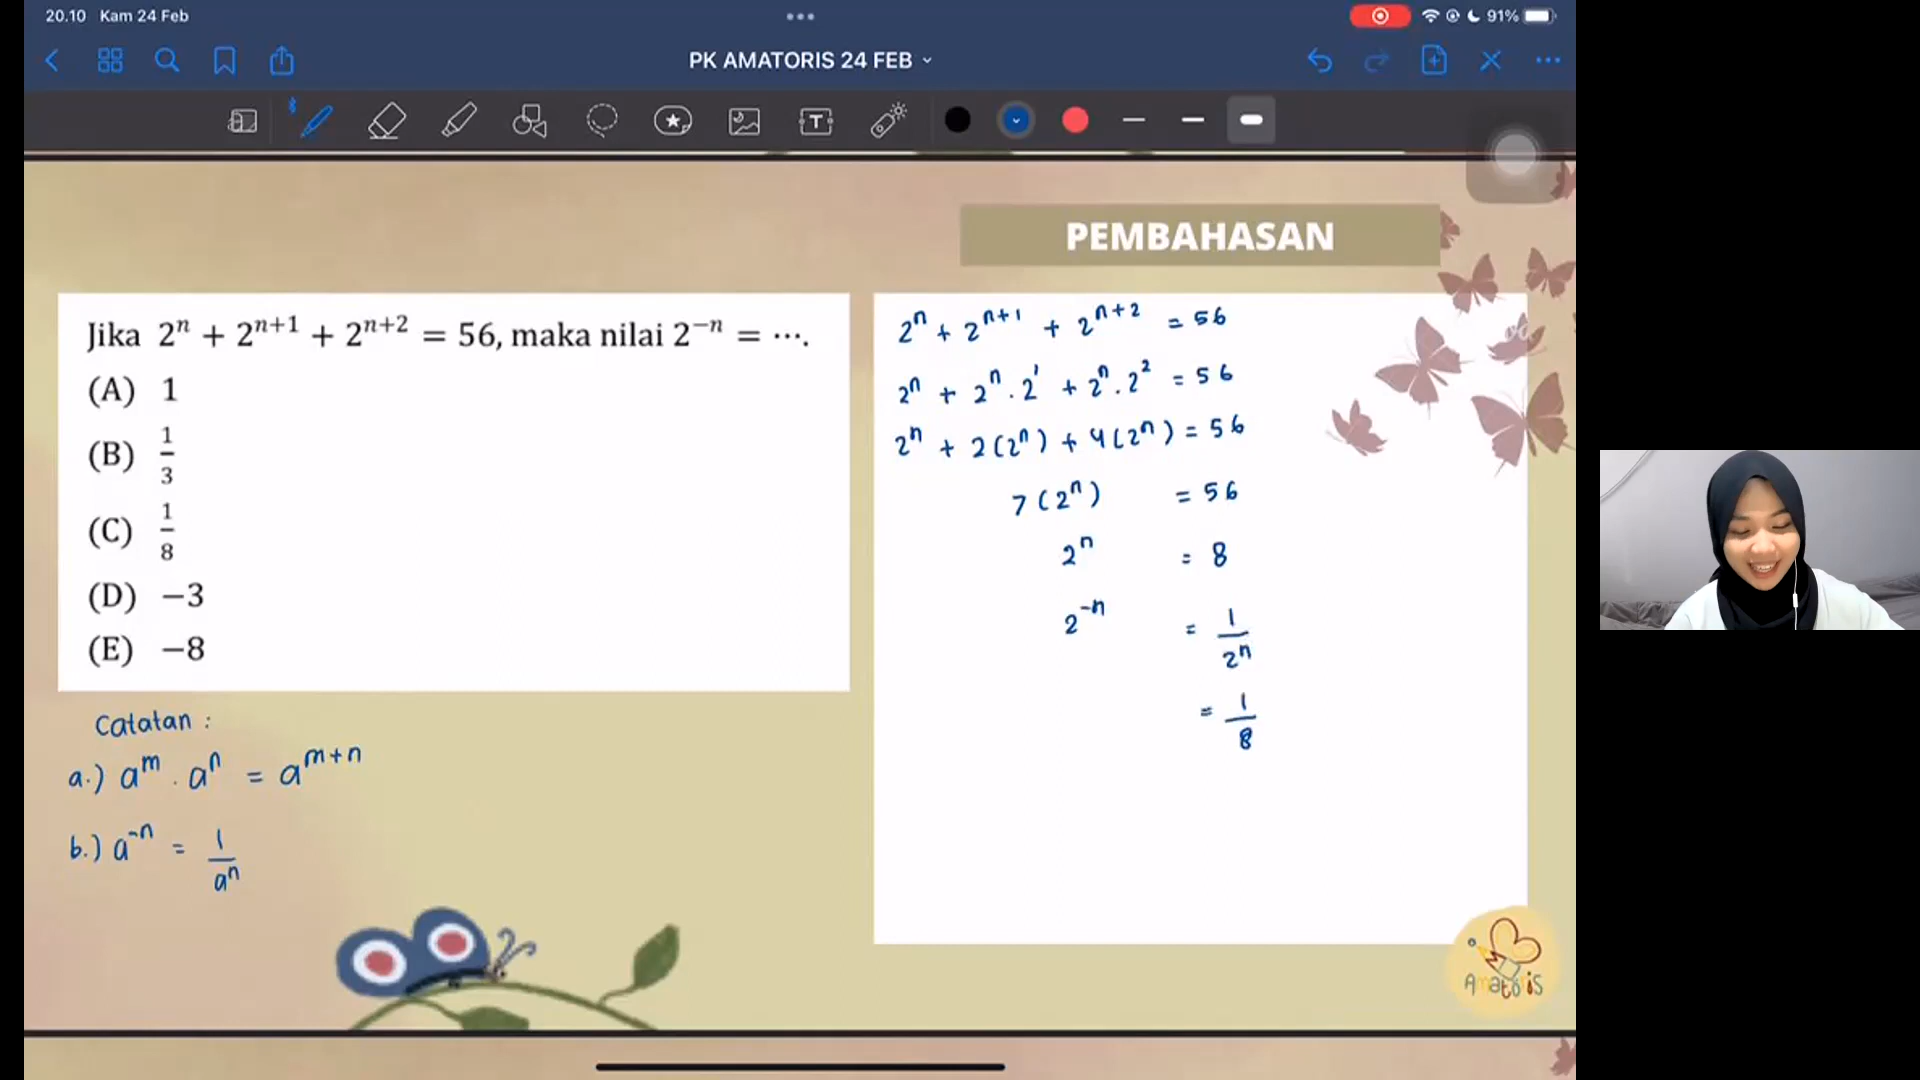 20.10 Kam 24 Feb
91%
PK AMATORIS 24 FEB
PEMBAHASAN
Jika 2ⁿ + 2ⁿ⁺¹ + 2ⁿ⁺² = 56, maka nilai 2⁻ⁿ = ⋯.
(A) 1
(B) 1/3
(C) 1/8
(D) −3
(E) −8
Catatan :
a.) aᵐ . aⁿ = aᵐ⁺ⁿ
b.) a⁻ⁿ = 1/aⁿ
2ⁿ + 2ⁿ⁺¹ + 2ⁿ⁺² = 56
2ⁿ + 2ⁿ . 2¹ + 2ⁿ . 2² = 56
2ⁿ + 2(2ⁿ) + 4(2ⁿ) = 56
7(2ⁿ) = 56
2ⁿ = 8
2⁻ⁿ = 1/2ⁿ
= 1/8
Amatoris